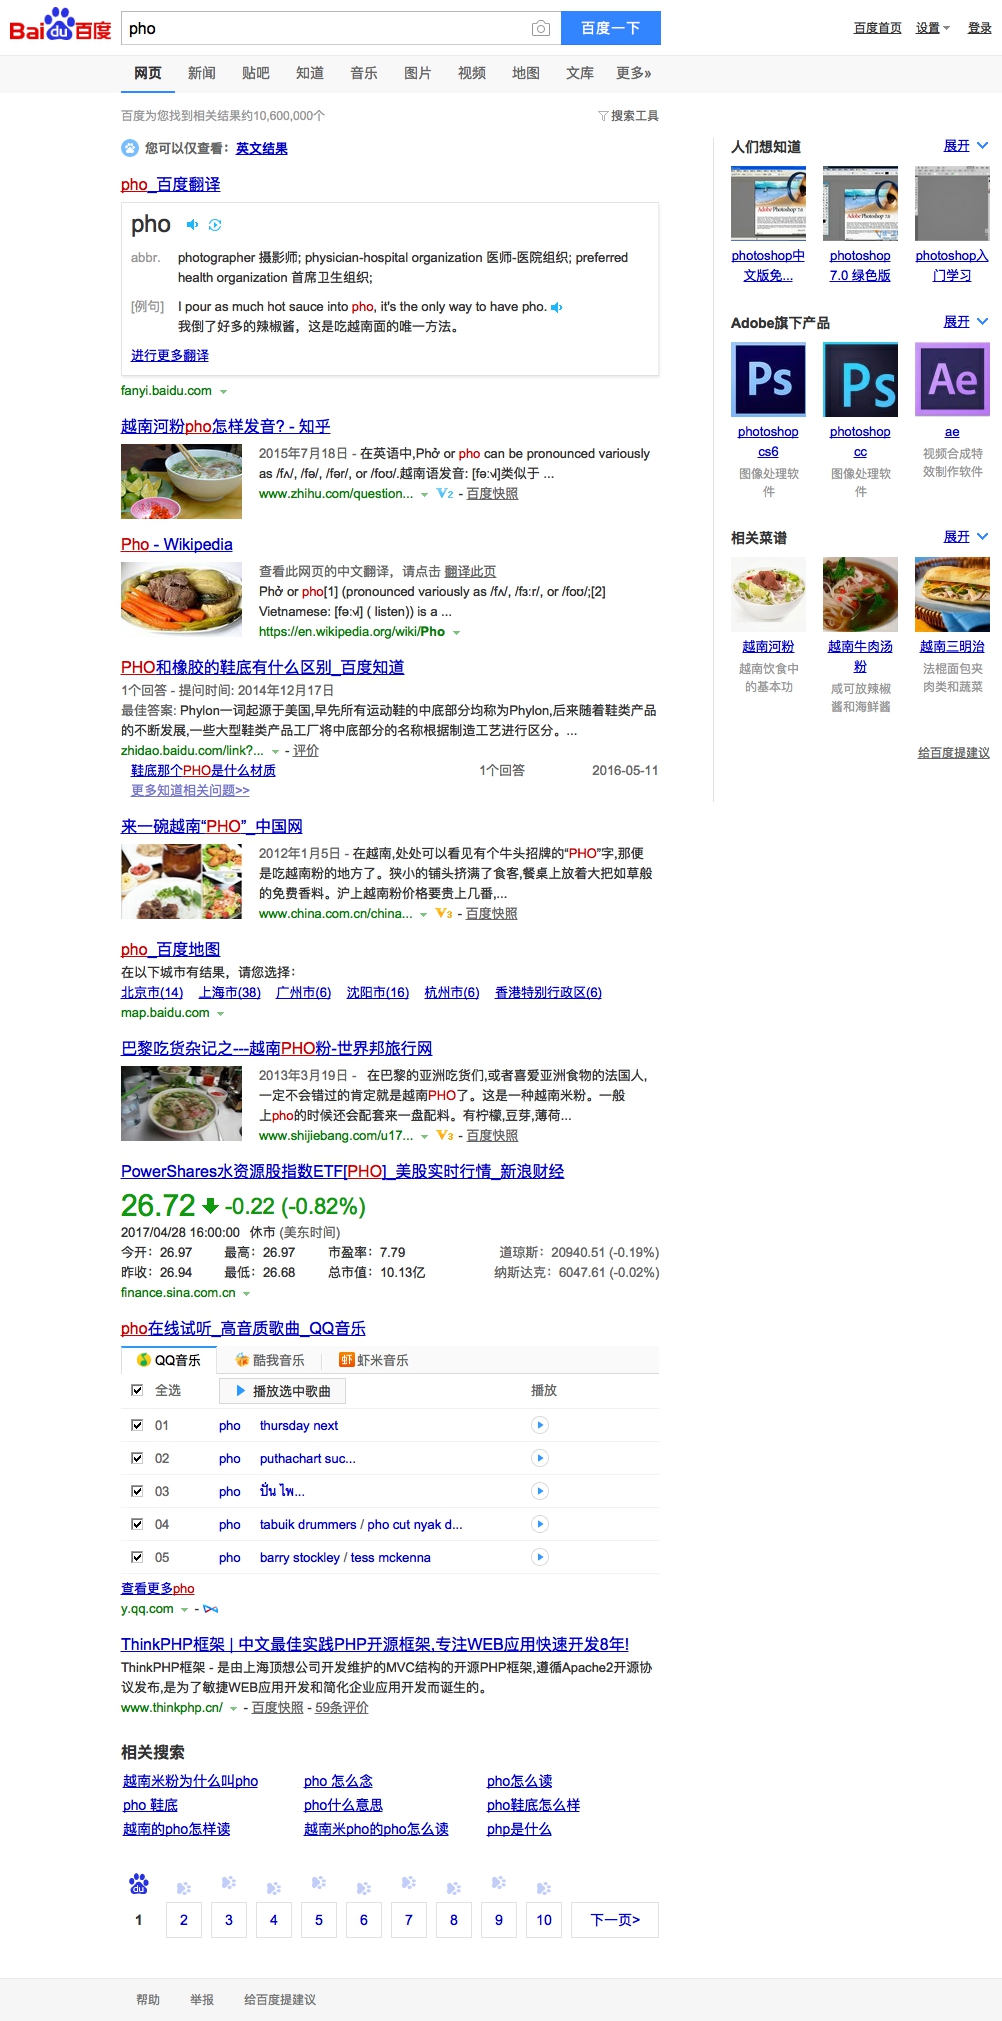 Bai du 百度
pho
百度一下
百度首页 设置 登录
网页 新闻 贴吧 知道 音乐 图片 视频 地图 文库 更多»
百度为您找到相关结果约10,600,000个
搜索工具
您可以仅查看：英文结果
pho_百度翻译
pho
abbr. photographer 摄影师; physician-hospital organization 医师-医院组织; preferred
health organization 首席卫生组织;
[例句] I pour as much hot sauce into pho, it's the only way to have pho.
我倒了好多的辣椒酱，这是吃越南面的唯一方法。
进行更多翻译
fanyi.baidu.com
越南河粉pho怎样发音? - 知乎
2015年7月18日 - 在英语中,Phở or pho can be pronounced variously
as /fʌ/, /fə/, /fər/, or /foʊ/.越南语发音: [fəːɹ˧]类似于 ...
www.zhihu.com/question... V2 - 百度快照
Pho - Wikipedia
查看此网页的中文翻译，请点击 翻译此页
Phở or pho[1] (pronounced variously as /fʌ/, /fɜːr/, or /foʊ/;[2]
Vietnamese: [fəː˧˩] ( listen)) is a ...
https://en.wikipedia.org/wiki/Pho
PHO和橡胶的鞋底有什么区别_百度知道
1个回答 - 提问时间: 2014年12月17日
最佳答案: Phylon一词起源于美国,早先所有运动鞋的中底部分均称为Phylon,后来随着鞋类产品
的不断发展,一些大型鞋类产品工厂将中底部分的名称根据制造工艺进行区分。...
zhidao.baidu.com/link?... - 评价
鞋底那个PHO是什么材质 1个回答 2016-05-11
更多知道相关问题>>
来一碗越南“PHO”_中国网
2012年1月5日 - 在越南,处处可以看见有个牛头招牌的“PHO”字,那便
是吃越南粉的地方了。狭小的铺头挤满了食客,餐桌上放着大把如草般
的免费香料。沪上越南粉价格要贵上几番,...
www.china.com.cn/china... V3 - 百度快照
pho_百度地图
在以下城市有结果，请您选择：
北京市(14) 上海市(38) 广州市(6) 沈阳市(16) 杭州市(6) 香港特别行政区(6)
map.baidu.com
巴黎吃货杂记之---越南PHO粉-世界邦旅行网
2013年3月19日 - 在巴黎的亚洲吃货们,或者喜爱亚洲食物的法国人,
一定不会错过的肯定就是越南PHO了。这是一种越南米粉。一般
上pho的时候还会配套来一盘配料。有柠檬,豆芽,薄荷...
www.shijiebang.com/u17... V3 - 百度快照
PowerShares水资源股指数ETF[PHO]_美股实时行情_新浪财经
26.72 -0.22 (-0.82%)
2017/04/28 16:00:00 休市 (美东时间)
今开：26.97 最高：26.97 市盈率：7.79 道琼斯：20940.51 (-0.19%)
昨收：26.94 最低：26.68 总市值：10.13亿 纳斯达克：6047.61 (-0.02%)
finance.sina.com.cn
pho在线试听_高音质歌曲_QQ音乐
QQ音乐 酷我音乐 虾米音乐
全选 播放选中歌曲 播放
01 pho thursday next
02 pho puthachart suc...
03 pho ปั่น ไพ...
04 pho tabuik drummers / pho cut nyak d...
05 pho barry stockley / tess mckenna
查看更多pho
y.qq.com -
ThinkPHP框架 | 中文最佳实践PHP开源框架,专注WEB应用快速开发8年!
ThinkPHP框架 - 是由上海顶想公司开发维护的MVC结构的开源PHP框架,遵循Apache2开源协
议发布,是为了敏捷WEB应用开发和简化企业应用开发而诞生的。
www.thinkphp.cn/ - 百度快照 - 59条评价
相关搜索
越南米粉为什么叫pho pho 怎么念 pho怎么读
pho 鞋底 pho什么意思 pho鞋底怎么样
越南的pho怎样读 越南米pho的pho怎么读 php是什么
1 2 3 4 5 6 7 8 9 10 下一页>
人们想知道 展开
photoshop中 photoshop photoshop入
文版免... 7.0 绿色版 门学习
Adobe旗下产品 展开
Ps Ps Ae
photoshop photoshop ae
cs6 cc
图像处理软 图像处理软 视频合成特
件 件 效制作软件
相关菜谱 展开
越南河粉 越南牛肉汤 越南三明治
粉
越南饮食中 咸可放辣椒 法棍面包夹
的基本功 酱和海鲜酱 肉类和蔬菜
给百度提建议
帮助 举报 给百度提建议